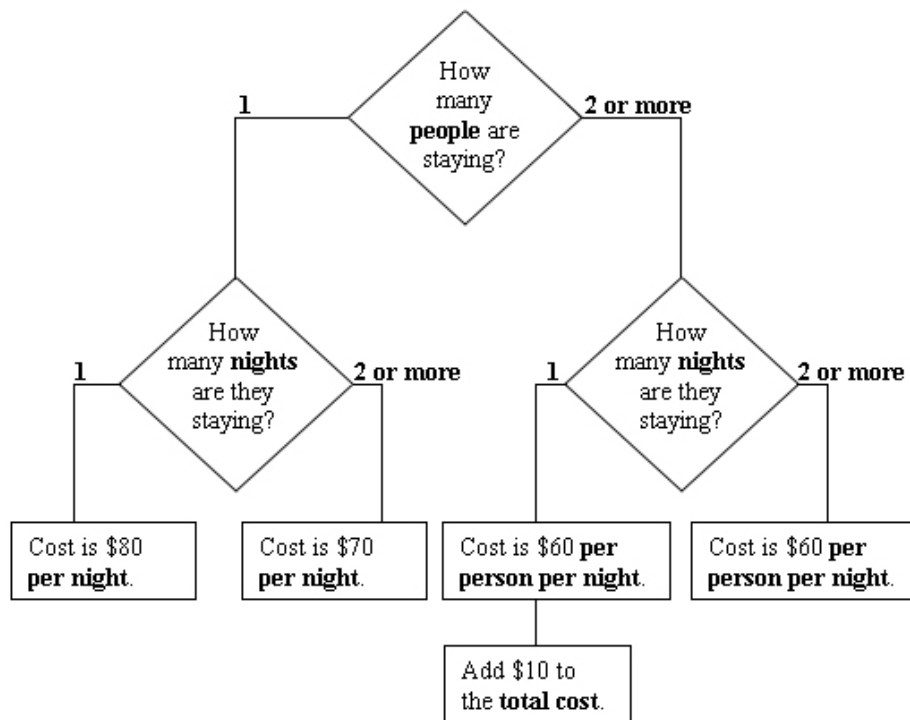 How
many
people are
staying?
1
2 or more
How
many nights
are they
staying?
1
2 or more
How
many nights
are they
staying?
1
2 or more
Cost is $80
per night.
Cost is $70
per night.
Cost is $60 per
person per night.
Cost is $60 per
person per night.
Add $10 to
the total cost.